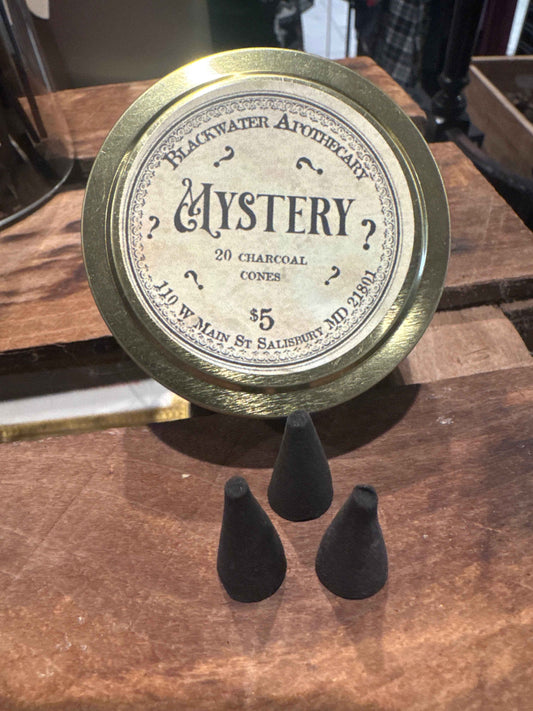 Blackwater Apothecary
? ?
Mystery
? ?
20 charcoal
cones
? ?
$5
110 W Main St Salisbury MD 21801